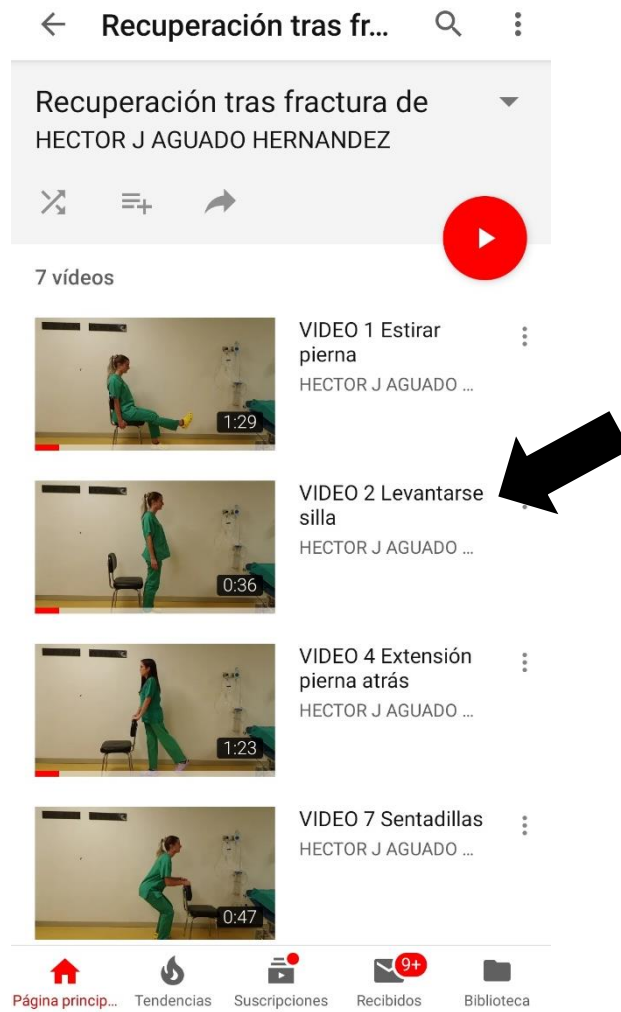 Recuperación tras fr...
Recuperación tras fractura de
HECTOR J AGUADO HERNANDEZ
7 vídeos
VIDEO 1 Estirar
pierna
HECTOR J AGUADO ...
1:29
VIDEO 2 Levantarse
silla
HECTOR J AGUADO ...
0:36
VIDEO 4 Extensión
pierna atrás
HECTOR J AGUADO ...
1:23
VIDEO 7 Sentadillas
HECTOR J AGUADO ...
0:47
9+
Página princip... Tendencias Suscripciones Recibidos Biblioteca